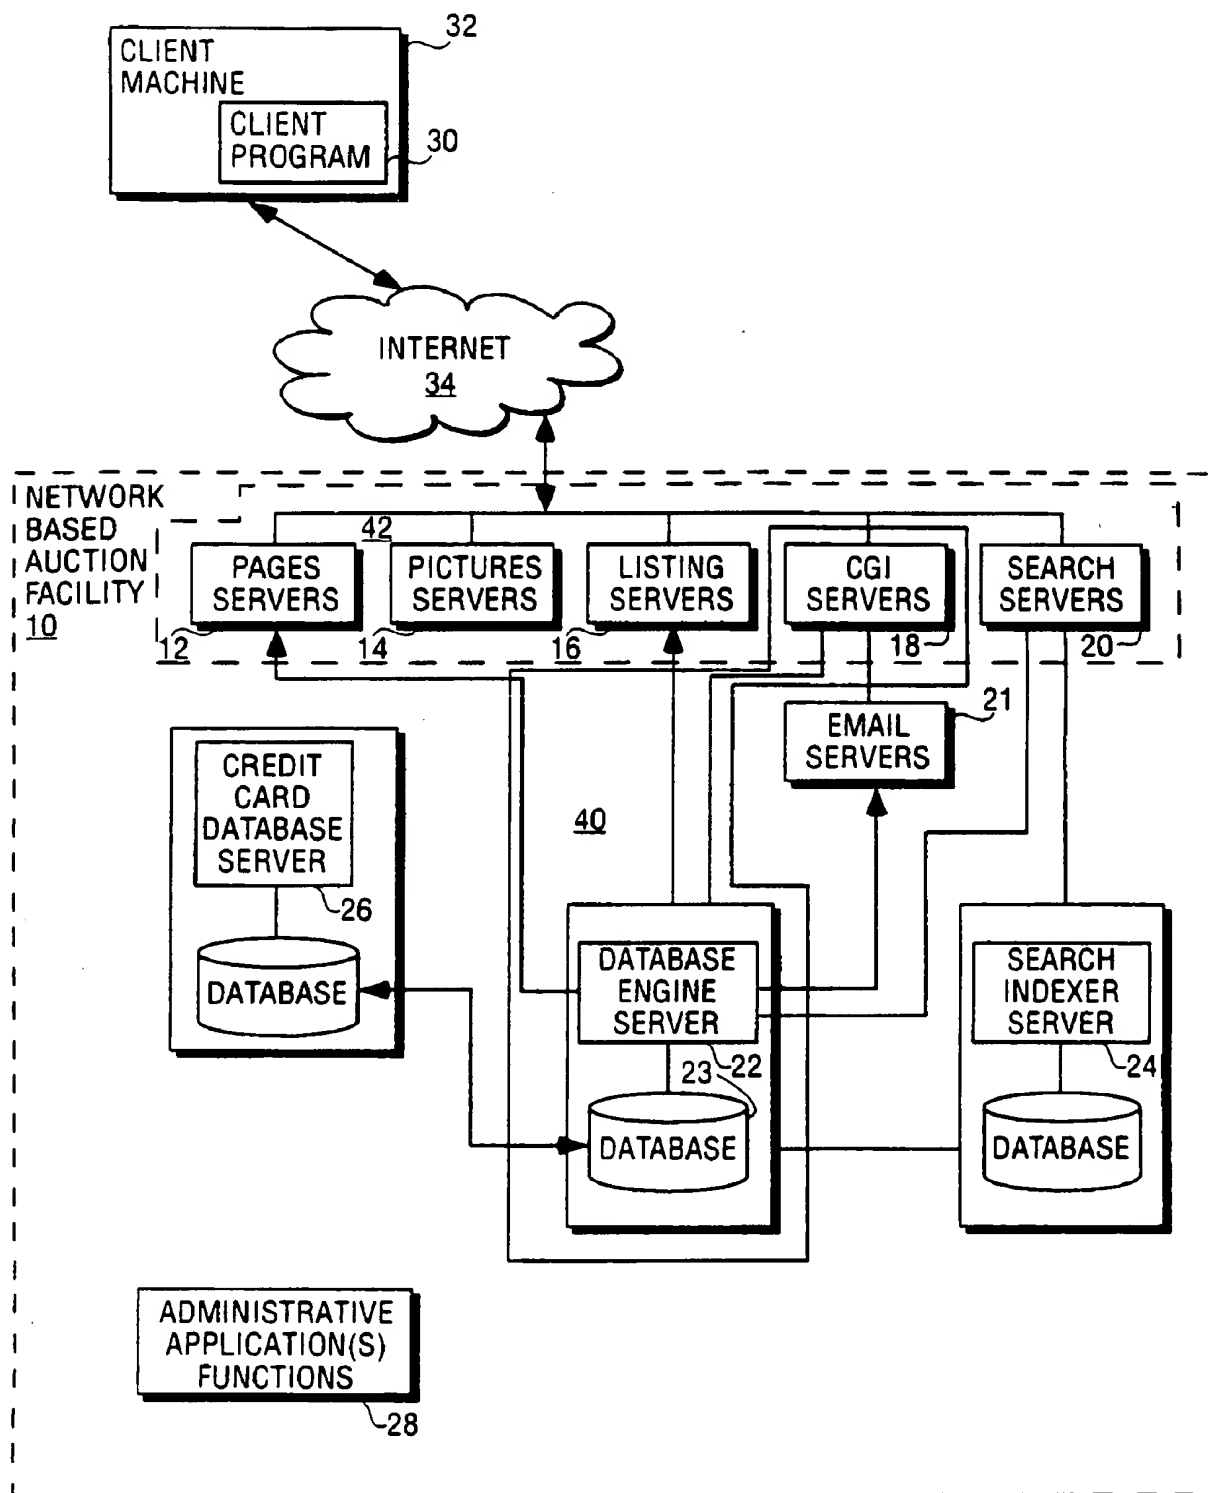 32
CLIENT
MACHINE
CLIENT
PROGRAM
30
INTERNET
34
NETWORK
BASED
AUCTION
FACILITY
10
42
PAGES
SERVERS
12
PICTURES
SERVERS
14
LISTING
SERVERS
16
CGI
SERVERS
18
SEARCH
SERVERS
20
EMAIL
SERVERS
21
CREDIT
CARD
DATABASE
SERVER
26
DATABASE
40
DATABASE
ENGINE
SERVER
22
23
DATABASE
SEARCH
INDEXER
SERVER
24
DATABASE
ADMINISTRATIVE
APPLICATION(S)
FUNCTIONS
28